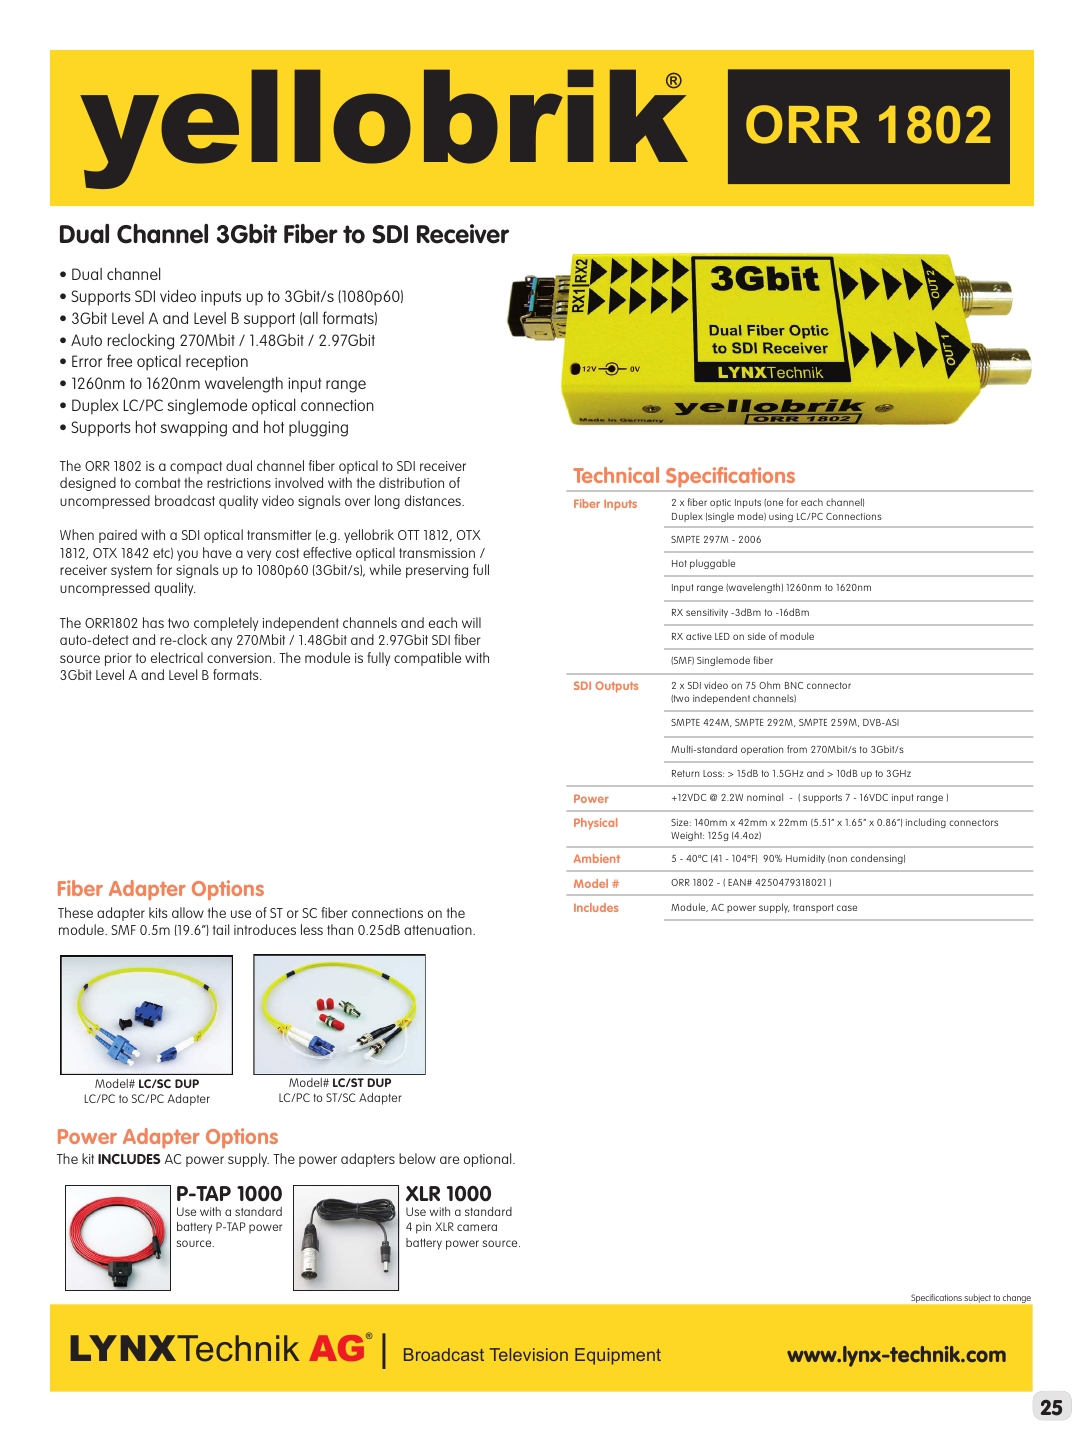 yellobrik®
ORR 1802
Dual Channel 3Gbit Fiber to SDI Receiver
• Dual channel
• Supports SDI video inputs up to 3Gbit/s (1080p60)
• 3Gbit Level A and Level B support (all formats)
• Auto reclocking 270Mbit / 1.48Gbit / 2.97Gbit
• Error free optical reception
• 1260nm to 1620nm wavelength input range
• Duplex LC/PC singlemode optical connection
• Supports hot swapping and hot plugging
The ORR 1802 is a compact dual channel fiber optical to SDI receiver
designed to combat the restrictions involved with the distribution of
uncompressed broadcast quality video signals over long distances.
When paired with a SDI optical transmitter (e.g. yellobrik OTT 1812, OTX
1812, OTX 1842 etc) you have a very cost effective optical transmission /
receiver system for signals up to 1080p60 (3Gbit/s), while preserving full
uncompressed quality.
The ORR1802 has two completely independent channels and each will
auto-detect and re-clock any 270Mbit / 1.48Gbit and 2.97Gbit SDI fiber
source prior to electrical conversion. The module is fully compatible with
3Gbit Level A and Level B formats.
RX1 | RX2
3Gbit
Dual Fiber Optic
to SDI Receiver
LYNXTechnik
OUT 2
OUT 1
12V 0V
Made in Germany
yellobrik
ORR 1802
Technical Specifications
Fiber Inputs
2 x fiber optic Inputs (one for each channel)
Duplex (single mode) using LC/PC Connections
SMPTE 297M - 2006
Hot pluggable
Input range (wavelength) 1260nm to 1620nm
RX sensitivity -3dBm to -16dBm
RX active LED on side of module
(SMF) Singlemode fiber
SDI Outputs
2 x SDI video on 75 Ohm BNC connector
(two independent channels)
SMPTE 424M, SMPTE 292M, SMPTE 259M, DVB-ASI
Multi-standard operation from 270Mbit/s to 3Gbit/s
Return Loss: > 15dB to 1.5GHz and > 10dB up to 3GHz
Power +12VDC @ 2.2W nominal - ( supports 7 - 16VDC input range )
Physical
Size: 140mm x 42mm x 22mm (5.51” x 1.65” x 0.86”) including connectors
Weight: 125g (4.4oz)
Ambient 5 - 40ºC (41 - 104ºF) 90% Humidity (non condensing)
Model # ORR 1802 - ( EAN# 4250479318021 )
Includes Module, AC power supply, transport case
Fiber Adapter Options
These adapter kits allow the use of ST or SC fiber connections on the
module. SMF 0.5m (19.6”) tail introduces less than 0.25dB attenuation.
Model# LC/SC DUP
LC/PC to SC/PC Adapter
Model# LC/ST DUP
LC/PC to ST/SC Adapter
Power Adapter Options
The kit INCLUDES AC power supply. The power adapters below are optional.
P-TAP 1000
Use with a standard
battery P-TAP power
source.
XLR 1000
Use with a standard
4 pin XLR camera
battery power source.
Specifications subject to change
LYNXTechnik AG® | Broadcast Television Equipment
www.lynx-technik.com
25